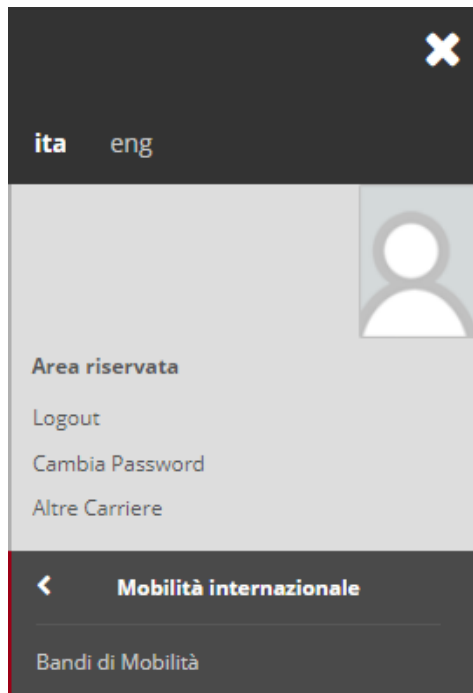 ita eng
Area riservata
Logout
Cambia Password
Altre Carriere
Mobilità internazionale
Bandi di Mobilità